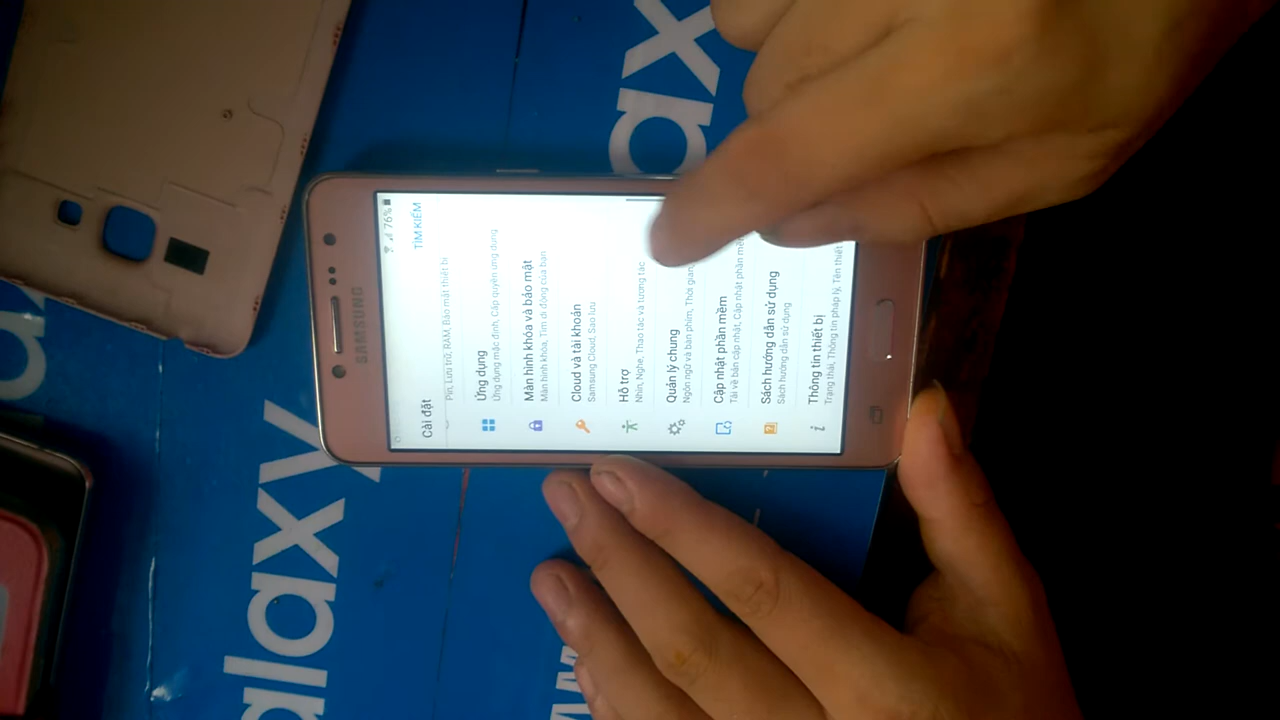 SAMSUNG
76%
Cài đặt
TÌM KIẾM
Pin, Lưu trữ, RAM, Bảo mật thiết bị
Ứng dụng
Ứng dụng mặc định, Cấp quyền ứng dụng
Màn hình khóa và bảo mật
Màn hình khóa, Tìm di động của bạn
Cloud và tài khoản
Samsung Cloud, Sao lưu
Hỗ trợ
Nhìn, Nghe, Thao tác và tương tác
Quản lý chung
Ngôn ngữ và bàn phím, Thời gian,
Cập nhật phần mềm
Tải về bản cập nhật, Cập nhật phần mề
Sách hướng dẫn sử dụng
Sách hướng dẫn sử dụng
Thông tin thiết bị
Trạng thái, Thông tin pháp lý, Tên thiết
alaxy
ax